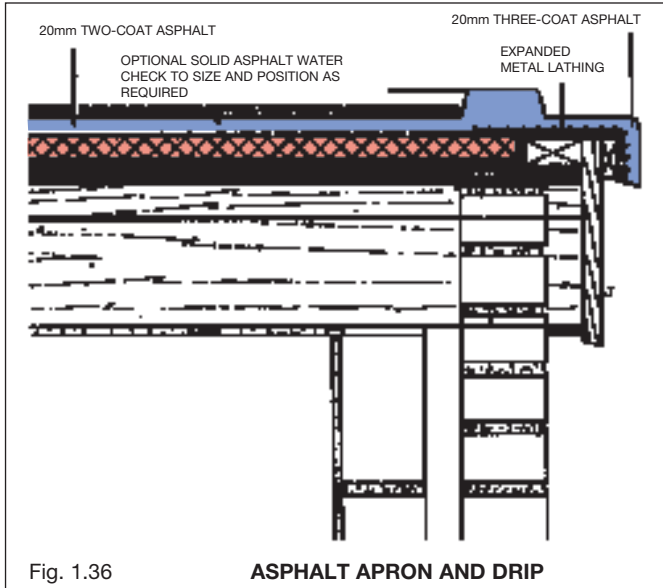 20mm TWO-COAT ASPHALT
20mm THREE-COAT ASPHALT
OPTIONAL SOLID ASPHALT WATER
CHECK TO SIZE AND POSITION AS
REQUIRED
EXPANDED
METAL LATHING
Fig. 1.36
ASPHALT APRON AND DRIP